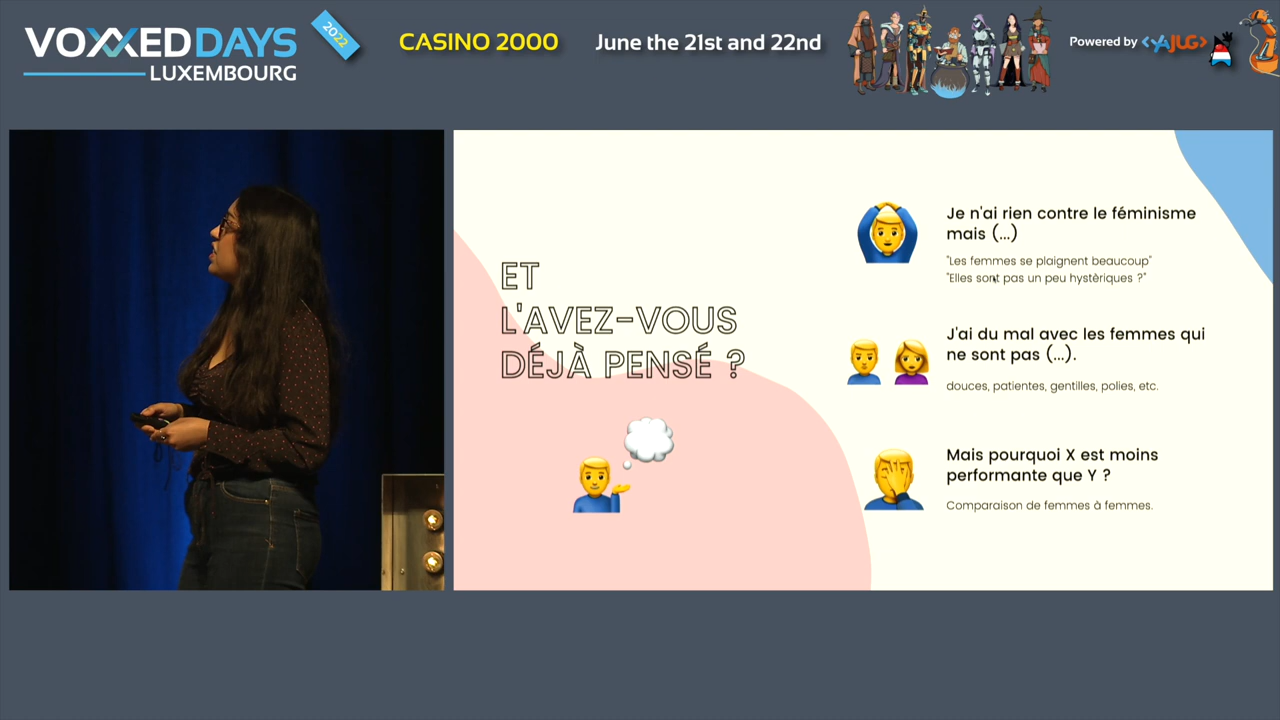 VOXXEDDAYS
LUXEMBOURG
2022
CASINO 2000
June the 21st and 22nd
Powered by <YAJUG>
ET
L'AVEZ-VOUS
DÉJÀ PENSÉ ?
Je n'ai rien contre le féminisme
mais (...)
"Les femmes se plaignent beaucoup"
"Elles sont pas un peu hystèriques ?"
J'ai du mal avec les femmes qui
ne sont pas (...).
douces, patientes, gentilles, polies, etc.
Mais pourquoi X est moins
performante que Y ?
Comparaison de femmes à femmes.